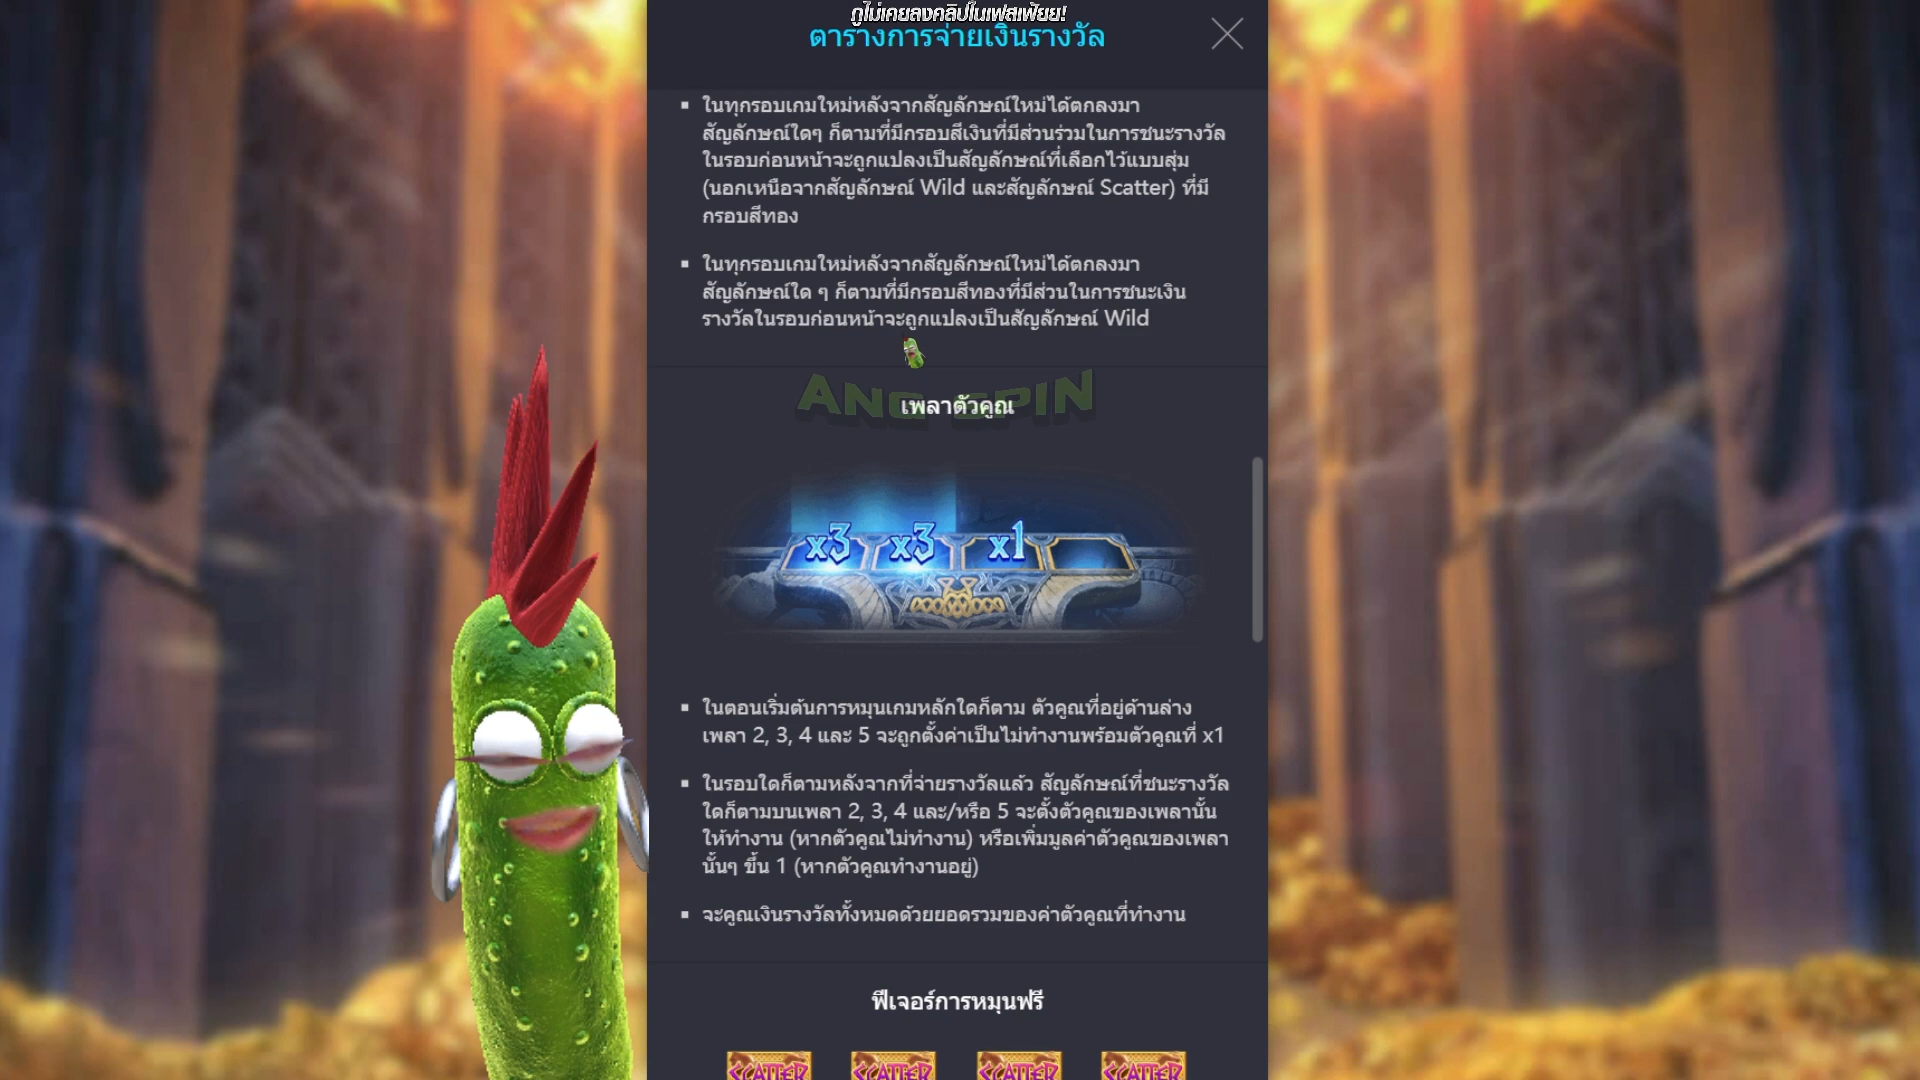 กูไม่เคยลงคลิปในเฟสเฟ้ยย!
ตารางการจ่ายเงินรางวัล
ในทุกรอบเกมใหม่หลังจากสัญลักษณ์ใหม่ได้ตกลงมา
สัญลักษณ์ใดๆ ก็ตามที่มีกรอบสีเงินที่มีส่วนร่วมในการชนะรางวัล
ในรอบก่อนหน้าจะถูกแปลงเป็นสัญลักษณ์ที่เลือกไว้แบบสุ่ม
(นอกเหนือจากสัญลักษณ์ Wild และสัญลักษณ์ Scatter) ที่มี
กรอบสีทอง
ในทุกรอบเกมใหม่หลังจากสัญลักษณ์ใหม่ได้ตกลงมา
สัญลักษณ์ใด ๆ ก็ตามที่มีกรอบสีทองที่มีส่วนในการชนะเงิน
รางวัลในรอบก่อนหน้าจะถูกแปลงเป็นสัญลักษณ์ Wild
ANG SPIN
เพลาตัวคูณ
x3 x3 x1
ในตอนเริ่มต้นการหมุนเกมหลักใดก็ตาม ตัวคูณที่อยู่ด้านล่าง
เพลา 2, 3, 4 และ 5 จะถูกตั้งค่าเป็นไม่ทำงานพร้อมตัวคูณที่ x1
ในรอบใดก็ตามหลังจากที่จ่ายรางวัลแล้ว สัญลักษณ์ที่ชนะรางวัล
ใดก็ตามบนเพลา 2, 3, 4 และ/หรือ 5 จะตั้งตัวคูณของเพลานั้น
ให้ทำงาน (หากตัวคูณไม่ทำงาน) หรือเพิ่มมูลค่าตัวคูณของเพลา
นั้นๆ ขึ้น 1 (หากตัวคูณทำงานอยู่)
จะคูณเงินรางวัลทั้งหมดด้วยยอดรวมของค่าตัวคูณที่ทำงาน
ฟีเจอร์การหมุนฟรี
SCATTER SCATTER SCATTER SCATTER